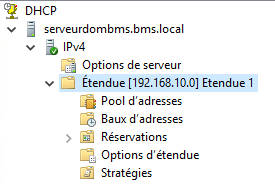 DHCP
serveurdombms.bms.local
IPv4
Options de serveur
Étendue [192.168.10.0] Etendue 1
Pool d'adresses
Baux d'adresses
Réservations
Options d'étendue
Stratégies